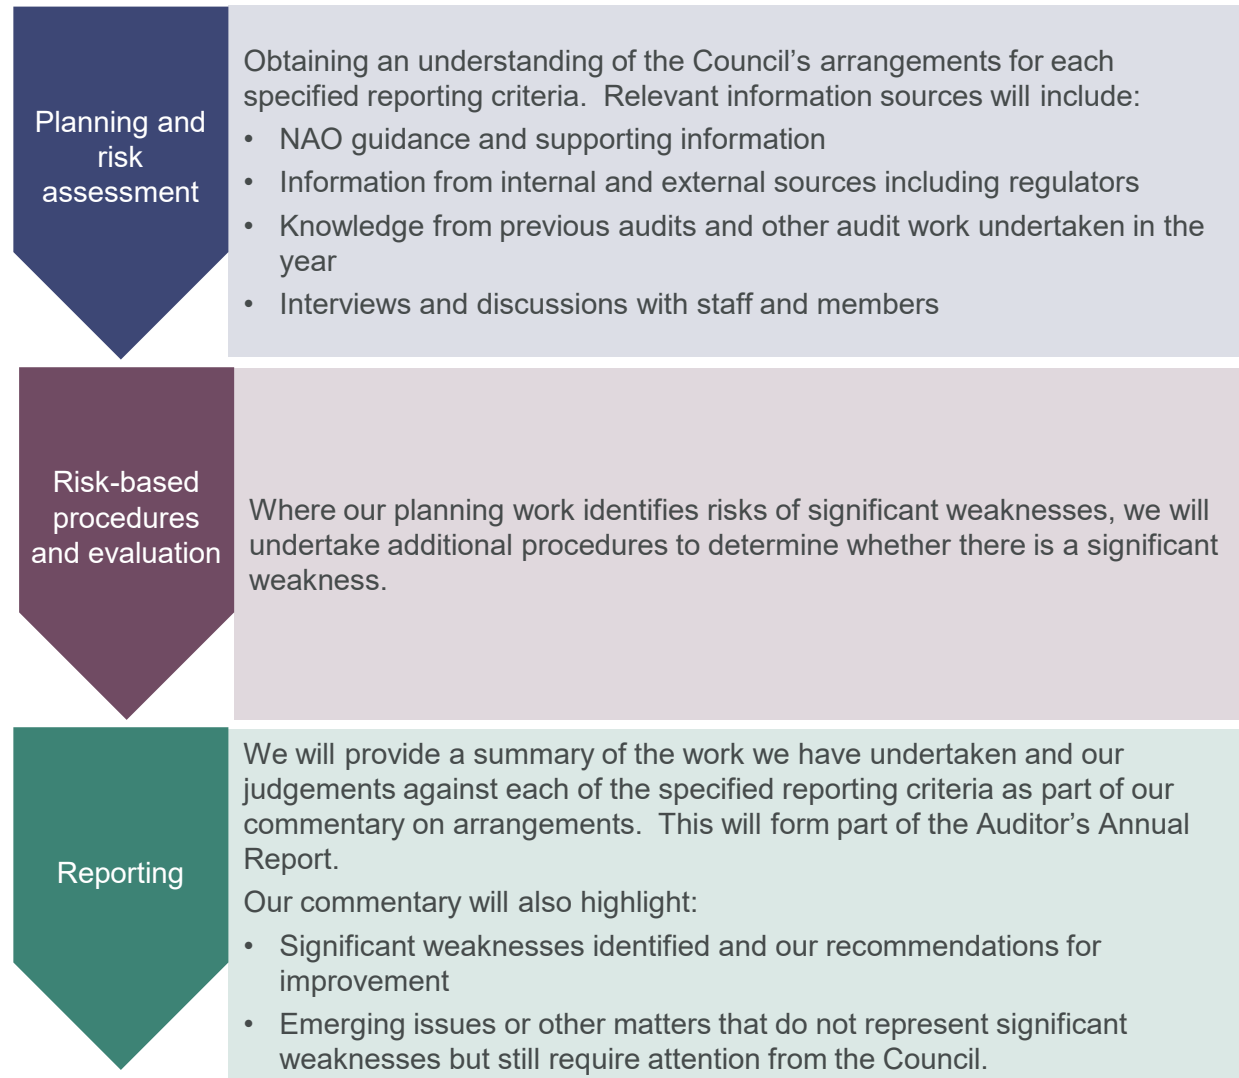 Planning and
risk
assessment
Obtaining an understanding of the Council’s arrangements for each
specified reporting criteria.  Relevant information sources will include:
• NAO guidance and supporting information
• Information from internal and external sources including regulators
• Knowledge from previous audits and other audit work undertaken in the
year
• Interviews and discussions with staff and members
Risk-based
procedures
and evaluation
Where our planning work identifies risks of significant weaknesses, we will
undertake additional procedures to determine whether there is a significant
weakness.
Reporting
We will provide a summary of the work we have undertaken and our
judgements against each of the specified reporting criteria as part of our
commentary on arrangements.  This will form part of the Auditor’s Annual
Report.
Our commentary will also highlight:
• Significant weaknesses identified and our recommendations for
improvement
• Emerging issues or other matters that do not represent significant
weaknesses but still require attention from the Council.